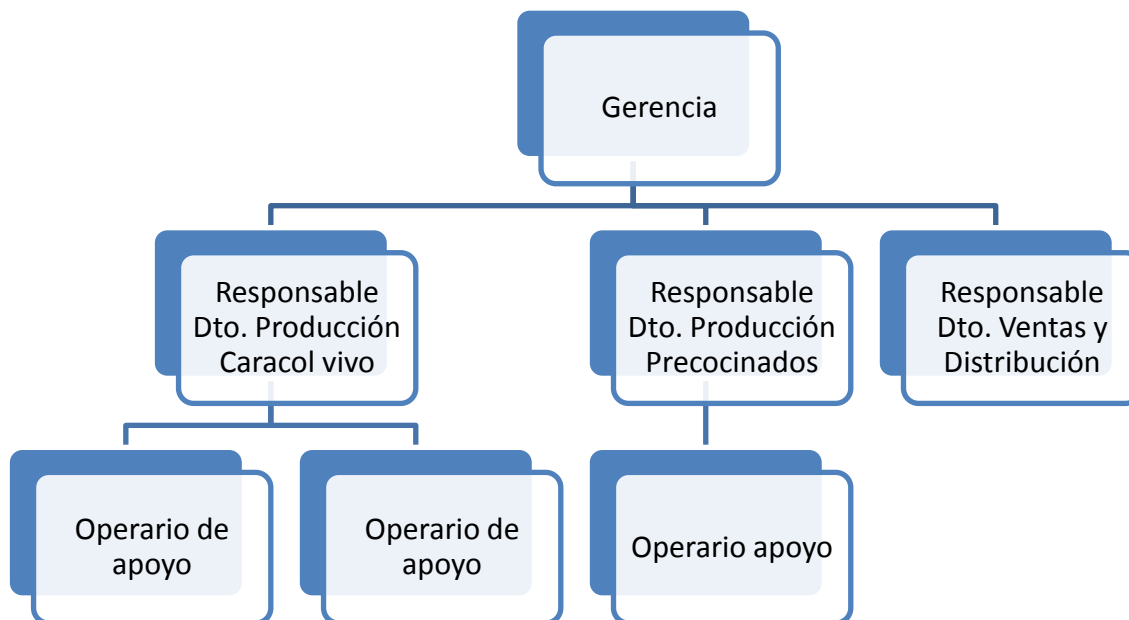 Gerencia
Responsable
Dto. Producción
Caracol vivo
Responsable
Dto. Producción
Precocinados
Responsable
Dto. Ventas y
Distribución
Operario de
apoyo
Operario de
apoyo
Operario apoyo